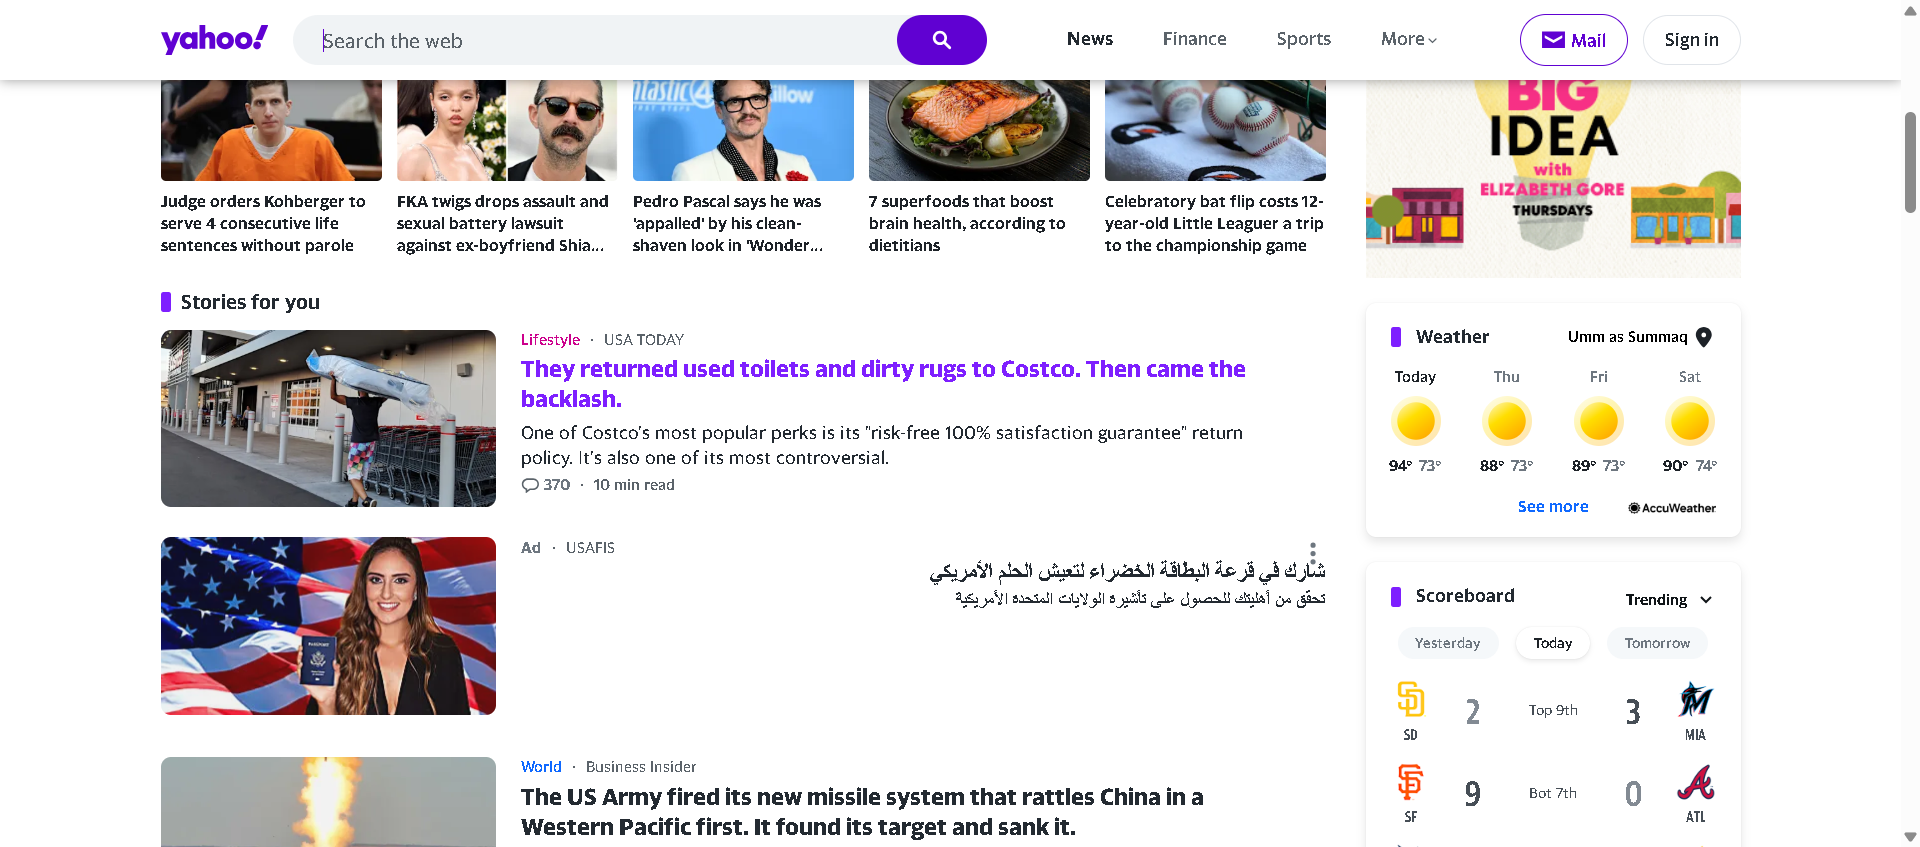 yahoo!
Search the web
News
Finance
Sports
More
Mail
Sign in
Judge orders Kohberger to
serve 4 consecutive life
sentences without parole
FKA twigs drops assault and
sexual battery lawsuit
against ex-boyfriend Shia...
Pedro Pascal says he was
'appalled' by his clean-
shaven look in 'Wonder...
7 superfoods that boost
brain health, according to
dietitians
Celebratory bat flip costs 12-
year-old Little Leaguer a trip
to the championship game
BIG
IDEA
with
ELIZABETH GORE
THURSDAYS
Stories for you
Lifestyle · USA TODAY
They returned used toilets and dirty rugs to Costco. Then came the
backlash.
One of Costco's most popular perks is its "risk-free 100% satisfaction guarantee" return
policy. It's also one of its most controversial.
370 · 10 min read
Ad · USAFIS
شارك في قرعة البطاقة الخضراء لتعيش الحلم الأمريكي
تحقق من أهليتك للحصول على تأشيرة الولايات المتحدة الأمريكية
World · Business Insider
The US Army fired its new missile system that rattles China in a
Western Pacific first. It found its target and sank it.
Weather
Umm as Summaq
Today Thu Fri Sat
94° 73° 88° 73° 89° 73° 90° 74°
See more
AccuWeather
Scoreboard
Trending
Yesterday Today Tomorrow
2 Top 9th 3
SD MIA
9 Bot 7th 0
SF ATL